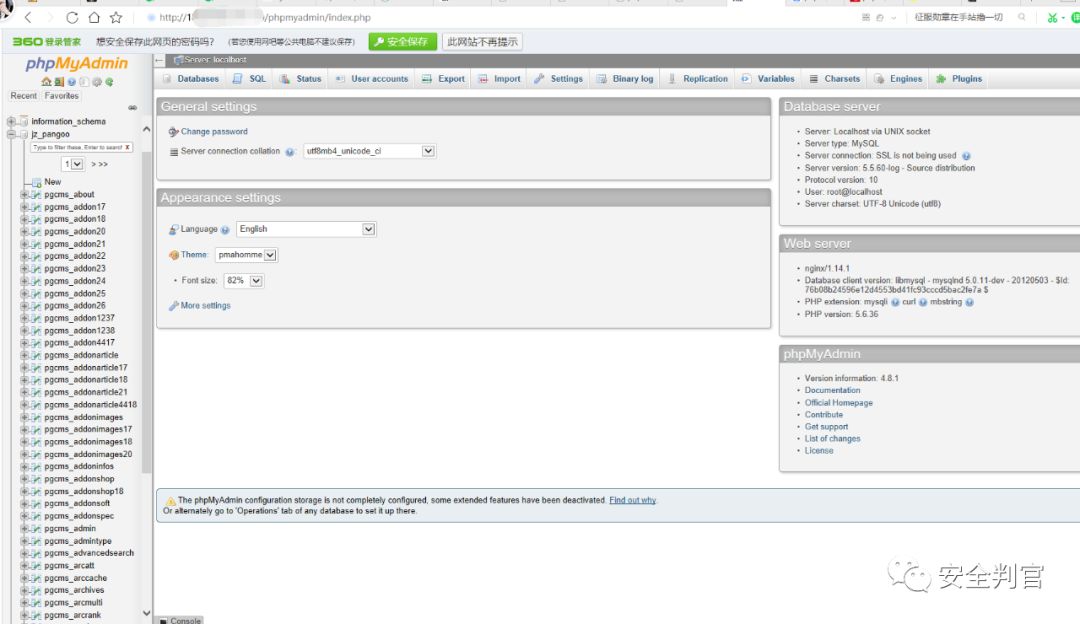 http://1 /phpmyadmin/index.php
征服勋章在手站撸一切
360登录管家 想安全保存此网页的密码吗？ (若您使用网吧等公共电脑不建议保存) 安全保存 此网站不再提示
phpMyAdmin
Recent Favorites
information_schema
jz_pangoo
Type to filter these, Enter to search X
1 > >>
New
pgcms_about
pgcms_addon17
pgcms_addon18
pgcms_addon20
pgcms_addon21
pgcms_addon22
pgcms_addon23
pgcms_addon24
pgcms_addon25
pgcms_addon26
pgcms_addon1237
pgcms_addon1238
pgcms_addon4417
pgcms_addonarticle
pgcms_addonarticle17
pgcms_addonarticle18
pgcms_addonarticle21
pgcms_addonarticle4418
pgcms_addonimages
pgcms_addonimages17
pgcms_addonimages18
pgcms_addonimages20
pgcms_addoninfos
pgcms_addonshop
pgcms_addonshop18
pgcms_addonsoft
pgcms_addonspec
pgcms_admin
pgcms_admintype
pgcms_advancedsearch
pgcms_arcatt
pgcms_arccache
pgcms_archives
pgcms_arcmulti
pgcms_arcrank
Server: localhost
Databases SQL Status User accounts Export Import Settings Binary log Replication Variables Charsets Engines Plugins
General settings
Change password
Server connection collation utf8mb4_unicode_ci
Appearance settings
Language English
Theme: pmahomme
Font size: 82%
More settings
Database server
Server: Localhost via UNIX socket
Server type: MySQL
Server connection: SSL is not being used
Server version: 5.5.60-log - Source distribution
Protocol version: 10
User: root@localhost
Server charset: UTF-8 Unicode (utf8)
Web server
nginx/1.14.1
Database client version: libmysql - mysqlnd 5.0.11-dev - 20120503 - $Id:
76b08b24596e12d4553bd41fc93cccd5bac2fe7a $
PHP extension: mysqli curl mbstring
PHP version: 5.6.36
phpMyAdmin
Version information: 4.8.1
Documentation
Official Homepage
Contribute
Get support
List of changes
License
The phpMyAdmin configuration storage is not completely configured, some extended features have been deactivated. Find out why.
Or alternately go to 'Operations' tab of any database to set it up there.
Console
安全判官